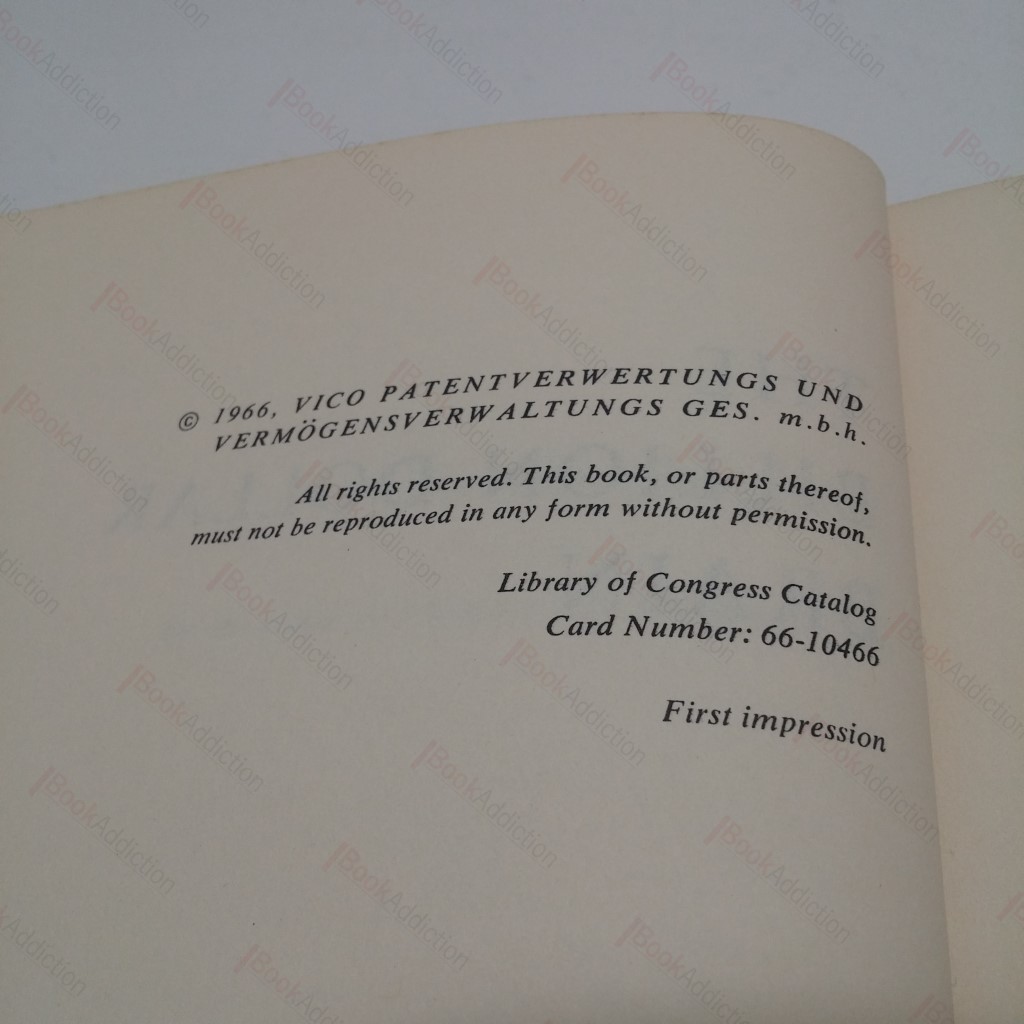 © 1966, VICO PATENTVERWERTUNGS UND
VERMÖGENSVERWALTUNGS GES. m.b.h.
All rights reserved. This book, or parts thereof,
must not be reproduced in any form without permission.
Library of Congress Catalog
Card Number: 66-10466
First impression
BookAddiction